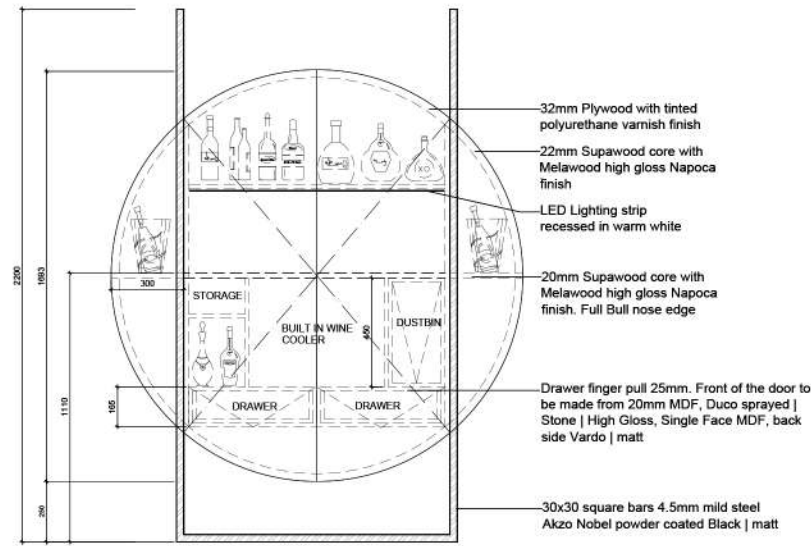 32mm Plywood with tinted
polyurethane varnish finish
22mm Supawood core with
Melawood high gloss Napoca
finish
LED Lighting strip
recessed in warm white
20mm Supawood core with
Melawood high gloss Napoca
finish. Full Bull nose edge
Drawer finger pull 25mm. Front of the door to
be made from 20mm MDF, Duco sprayed |
Stone | High Gloss, Single Face MDF, back
side Vardo | matt
30x30 square bars 4.5mm mild steel
Akzo Nobel powder coated Black | matt
2200
1693
1110
250
300
165
450
STORAGE
BUILT IN WINE
COOLER
DUSTBIN
DRAWER
DRAWER
XO